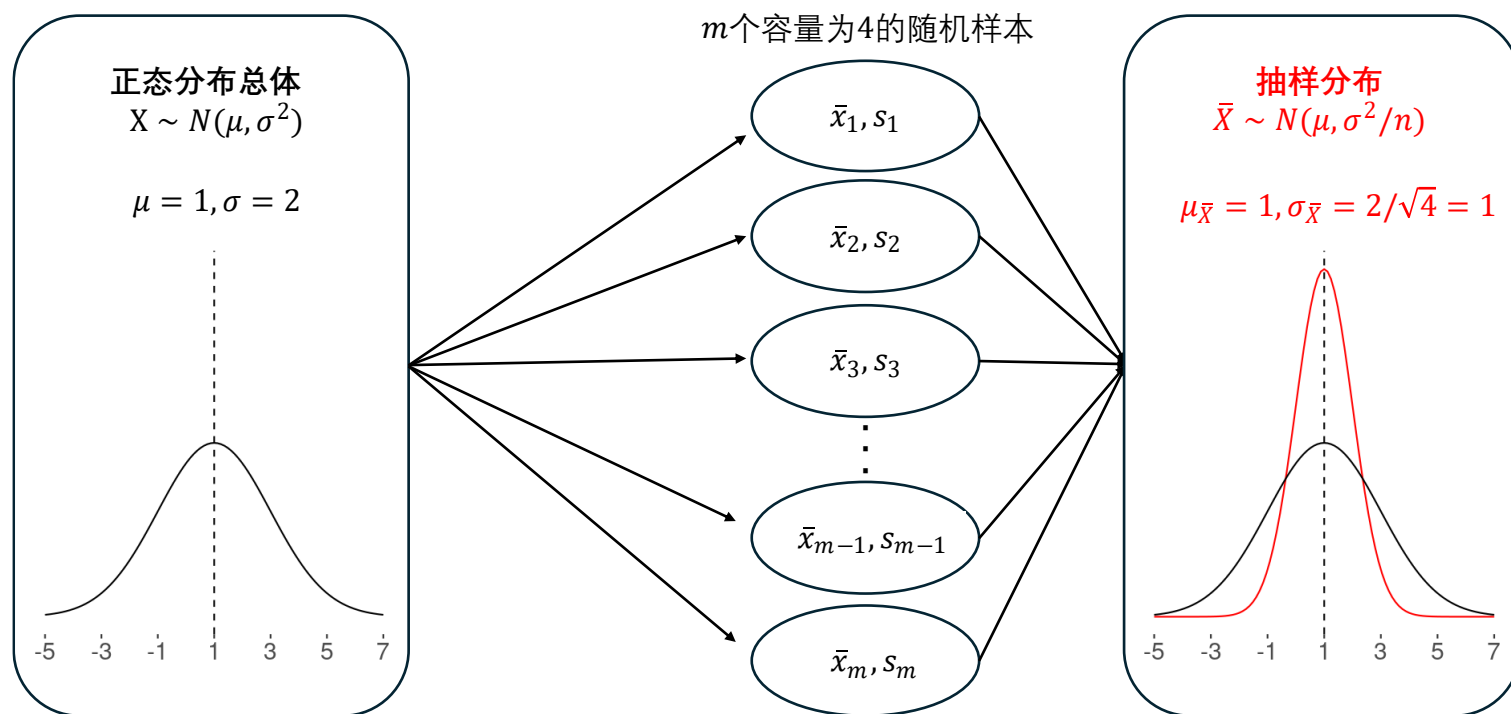 m个容量为4的随机样本
正态分布总体
X ~ N(μ, σ²)
μ = 1, σ = 2
-5 -3 -1 1 3 5 7
x̄₁, s₁
x̄₂, s₂
x̄₃, s₃
⋮
x̄ₘ₋₁, sₘ₋₁
x̄ₘ, sₘ
抽样分布
X̄ ~ N(μ, σ²/n)
μ_X̄ = 1, σ_X̄ = 2/√4 = 1
-5 -3 -1 1 3 5 7